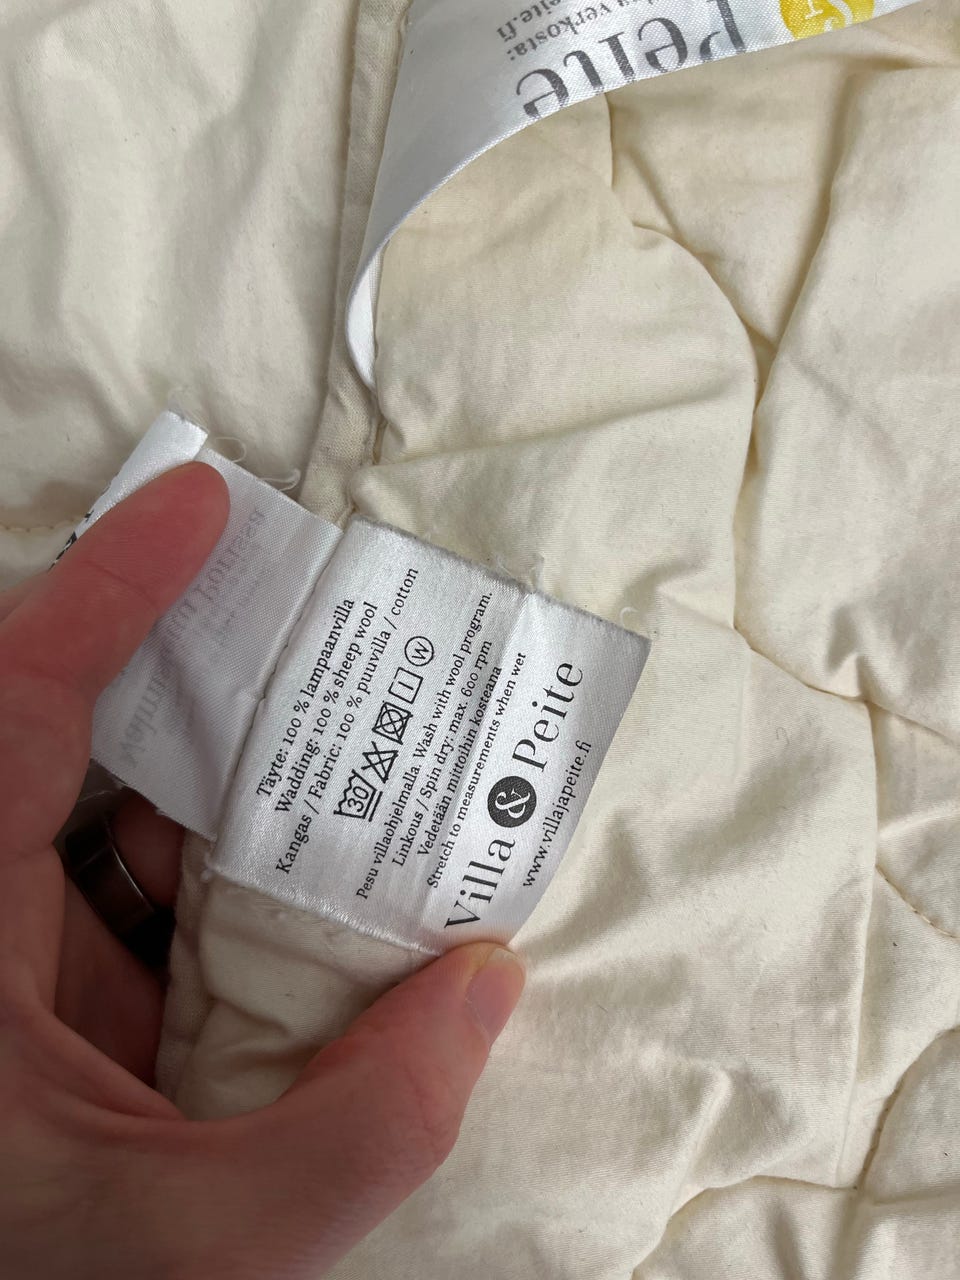 Peite
verkosta:
eite.fi
Täyte: 100 % lampaanvilla
Wadding: 100 % sheep wool
Kangas / Fabric: 100 % puuvilla / cotton
30 W
Pesu villaohjelmalla. Wash with wool program.
Linkous / Spin dry: max. 600 rpm
Vedetään mittoihin kosteana
Stretch to measurements when wet
Villa & Peite
www.villajapeite.fi